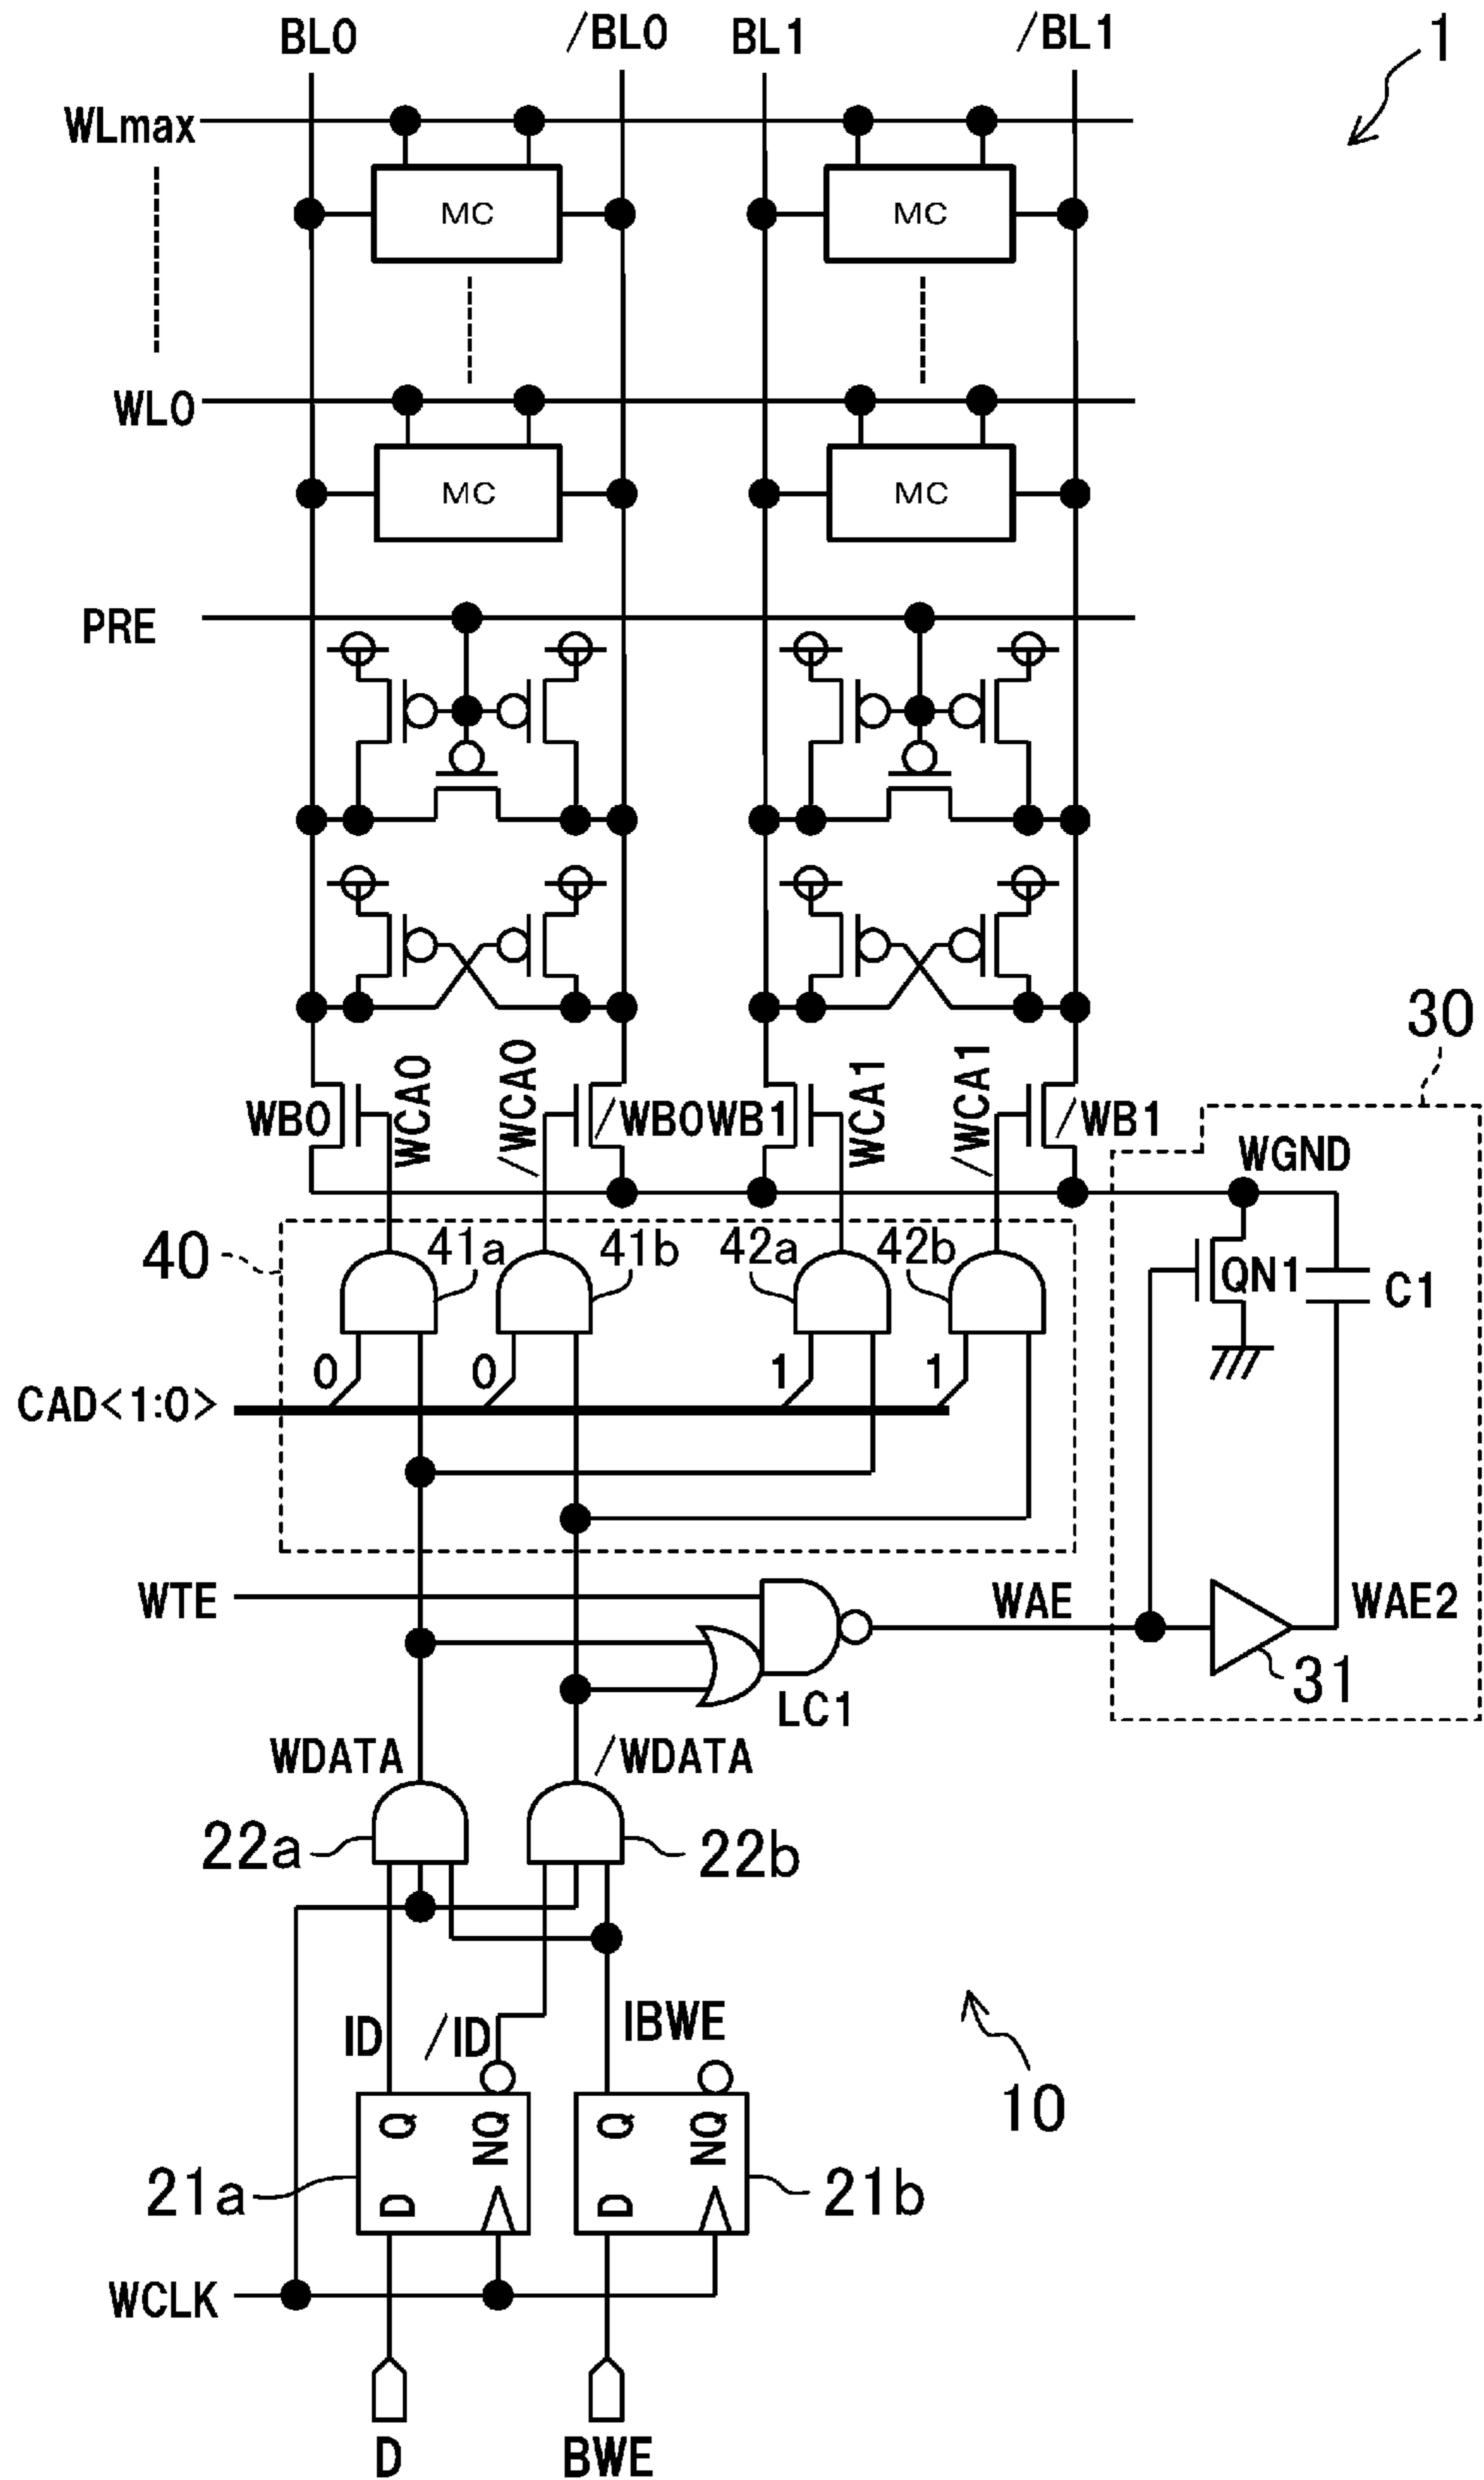 BL0 /BL0 BL1 /BL1 1
WLmax
MC MC
WL0
MC MC
PRE
30
WB0 WCA0 /WCA0 /WB0 WB1 WCA1 /WCA1 /WB1
WGND
40 41a 41b 42a 42b
QN1 C1
0 0 1 1
CAD<1:0>
WTE WAE WAE2
31
LC1
WDATA /WDATA
22a 22b
ID /ID IBWE
10
Q NQ Q NQ
21a D D 21b
WCLK
D BWE